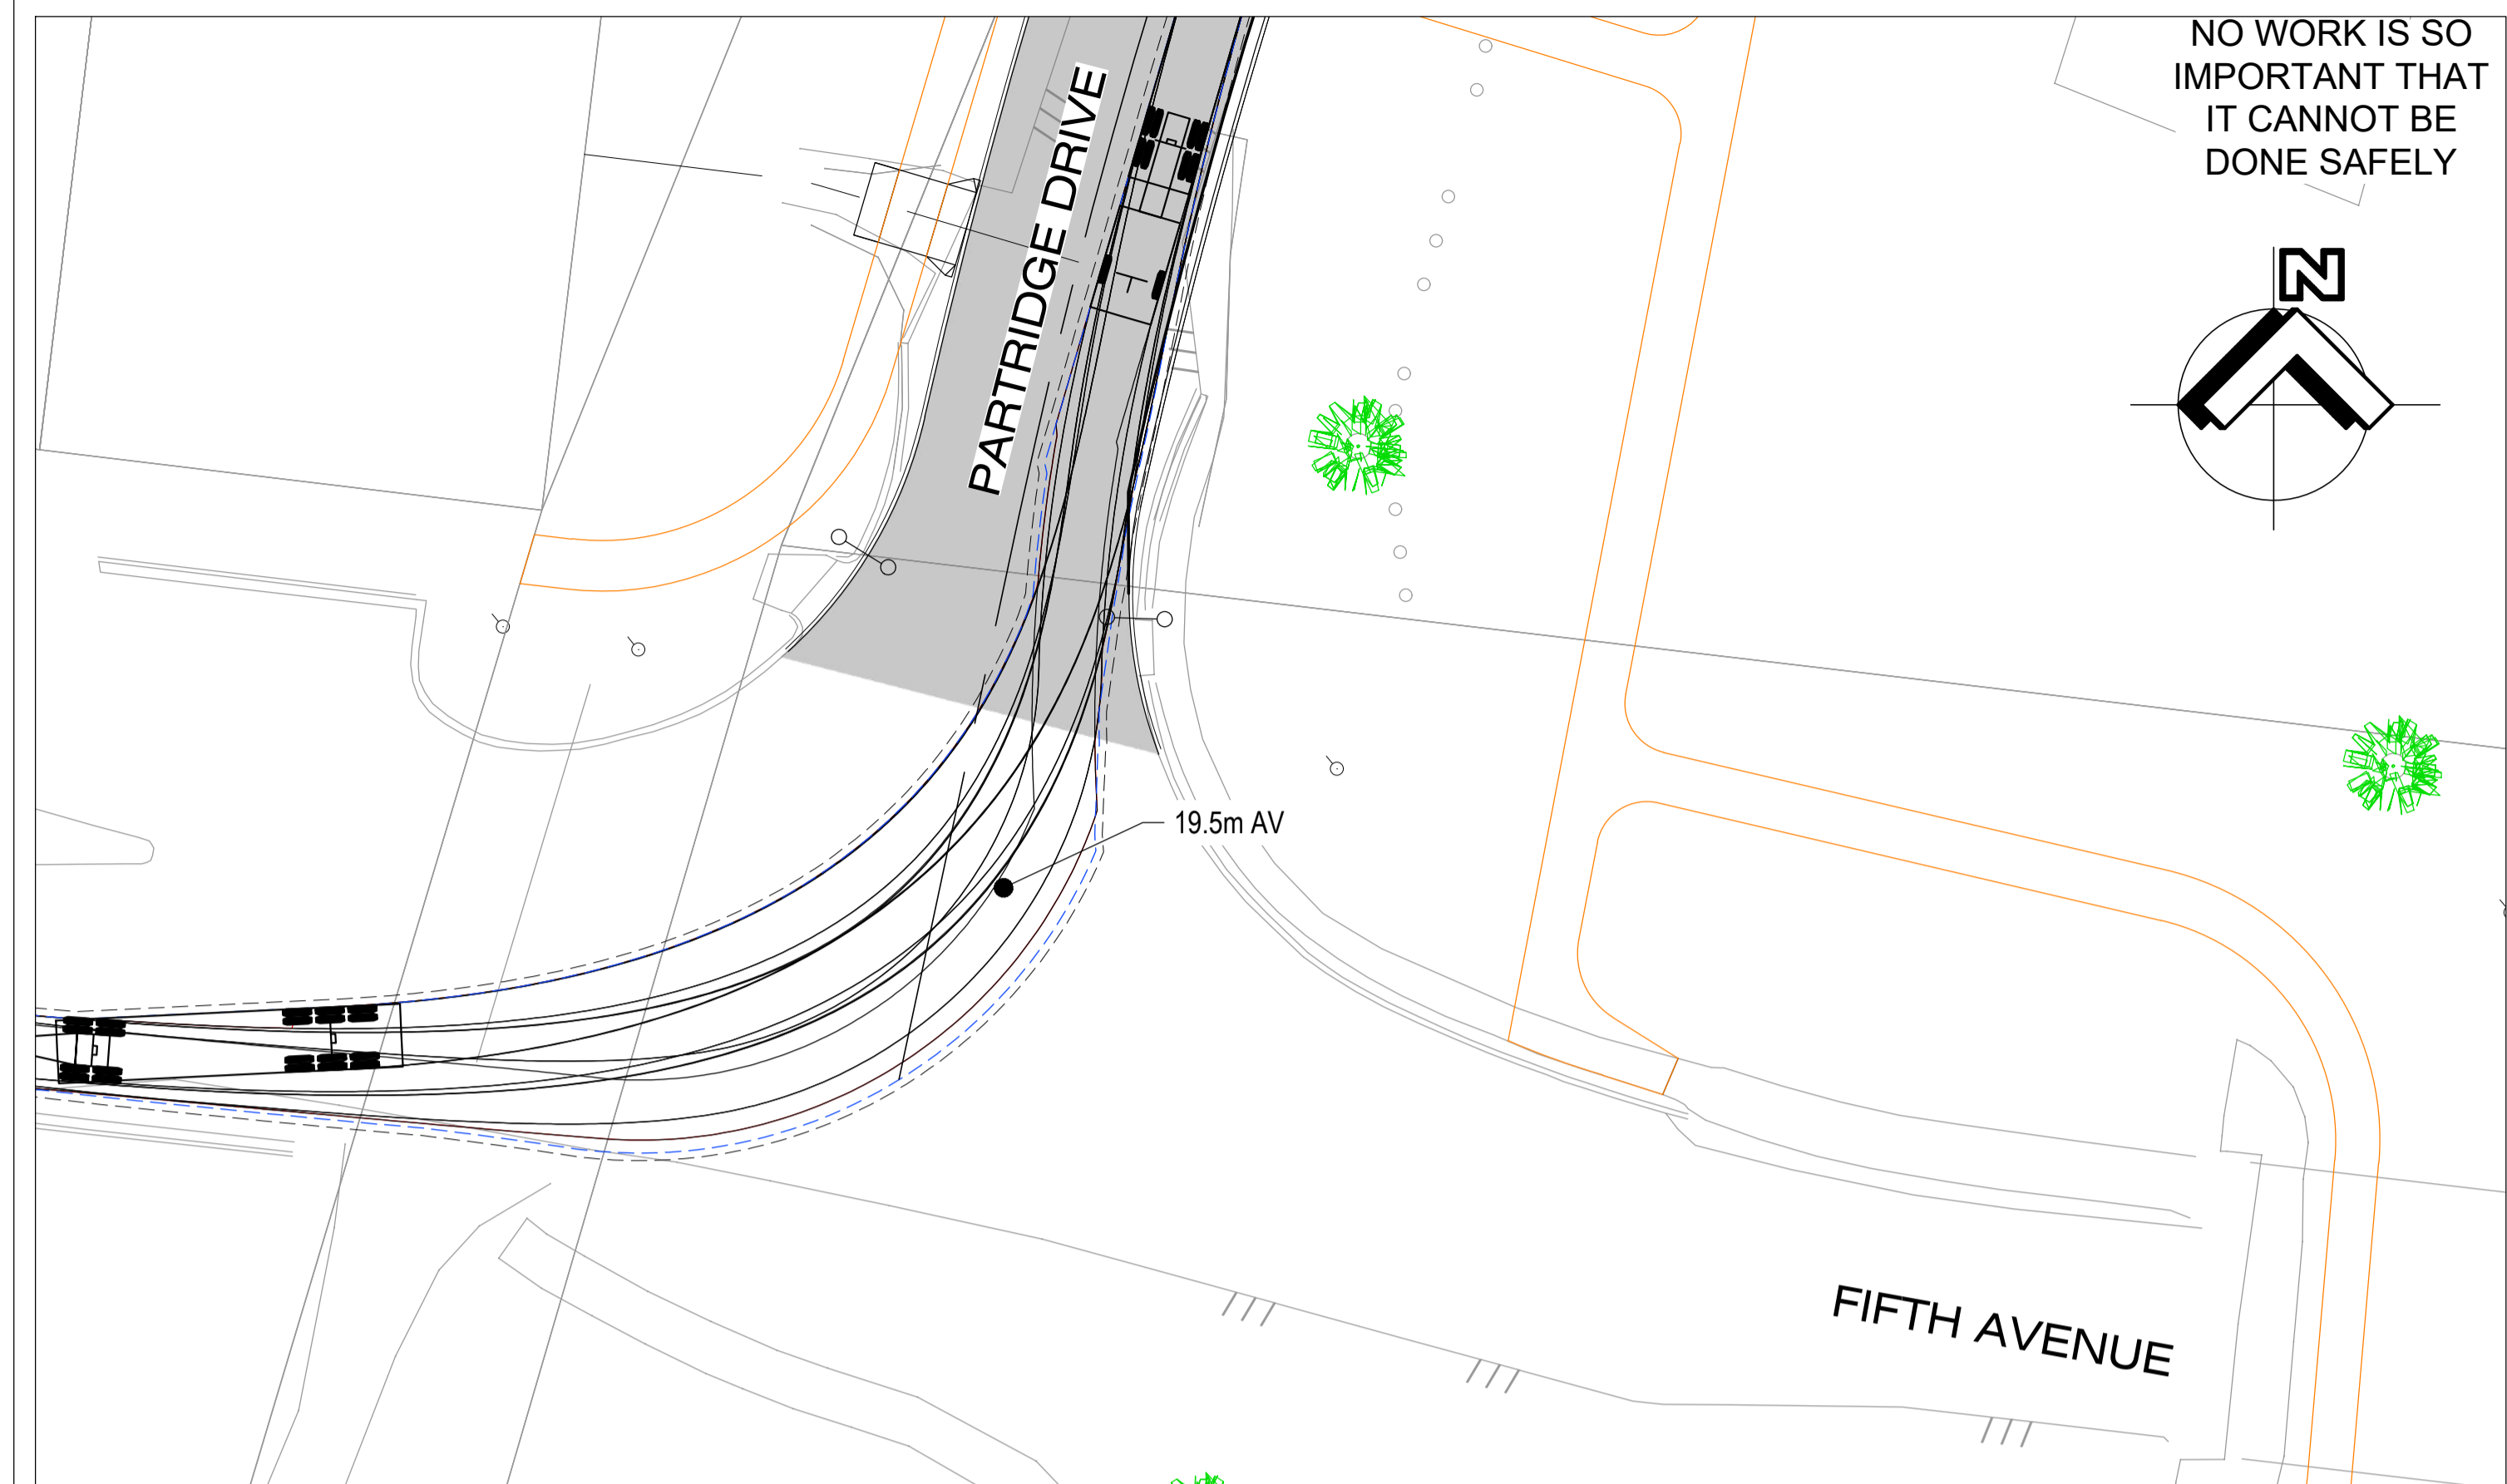 NO WORK IS SO
IMPORTANT THAT
IT CANNOT BE
DONE SAFELY
N
PARTRIDGE DRIVE
19.5m AV
FIFTH AVENUE